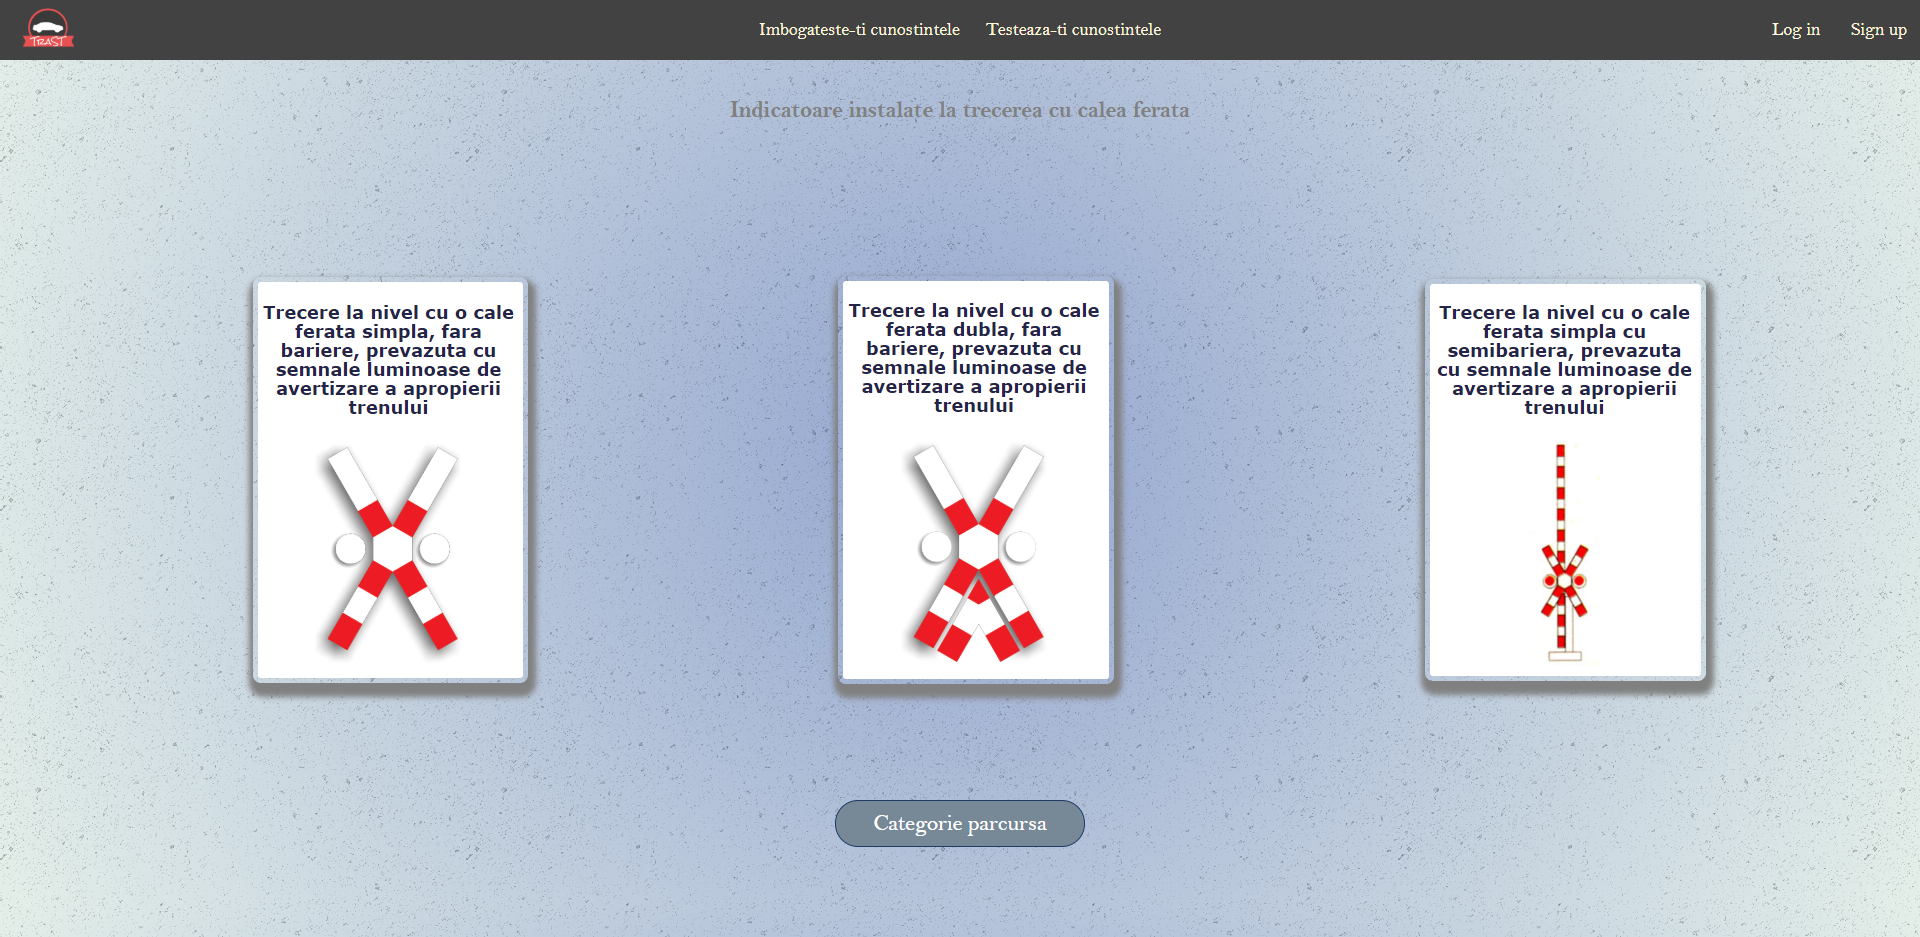 TRAST
Imbogateste-ti cunostintele
Testeaza-ti cunostintele
Log in
Sign up
Indicatoare instalate la trecerea cu calea ferata
Trecere la nivel cu o cale
ferata simpla, fara
bariere, prevazuta cu
semnale luminoase de
avertizare a apropierii
trenului
Trecere la nivel cu o cale
ferata dubla, fara
bariere, prevazuta cu
semnale luminoase de
avertizare a apropierii
trenului
Trecere la nivel cu o cale
ferata simpla cu
semibariera, prevazuta
cu semnale luminoase de
avertizare a apropierii
trenului
Categorie parcursa